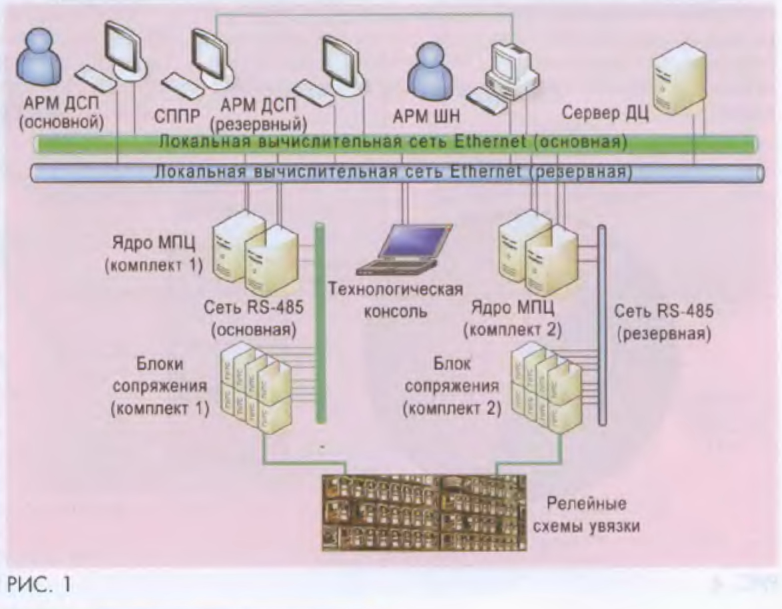 АРМ ДСП
(основной)
СППР
АРМ ДСП
(резервный)
АРМ ШН
Сервер ДЦ
Локальная вычислительная сеть Ethernet (основная)
Локальная вычислительная сеть Ethernet (резервная)
Ядро МПЦ
(комплект 1)
Сеть RS-485
(основная)
Технологическая
консоль
Ядро МПЦ
(комплект 2)
Сеть RS-485
(резервная)
Блоки
сопряжения
(комплект 1)
Блок
сопряжения
(комплект 2)
Релейные
схемы увязки
РИС. 1